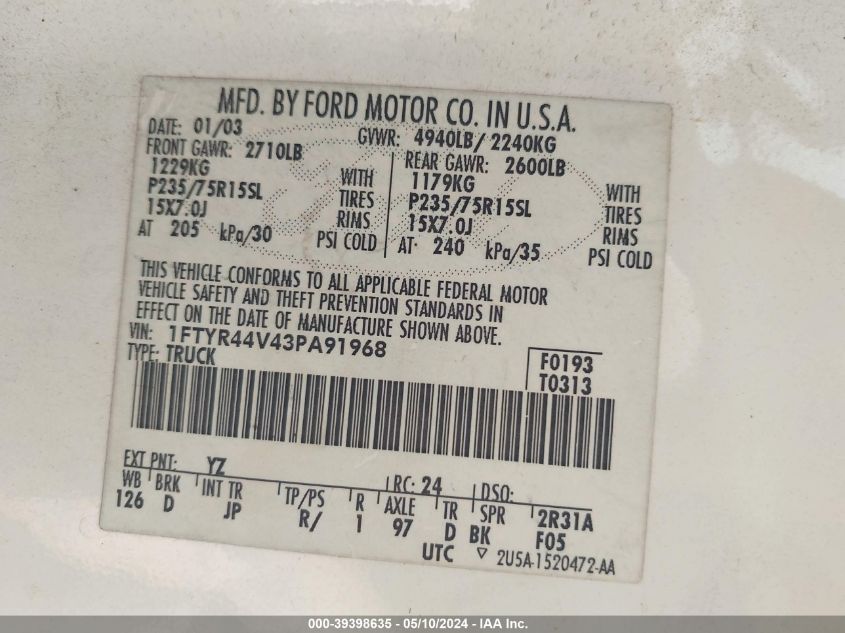 MFD. BY FORD MOTOR CO. IN U.S.A.
DATE: 01/03
GVWR: 4940LB/ 2240KG
FRONT GAWR: 2710LB
1229KG
P235/75R15SL
15X7.0J
AT 205 kPa/30
WITH
TIRES
RIMS
PSI COLD
REAR GAWR: 2600LB
1179KG
P235/75R15SL
15X7.0J
AT 240 kPa/35
WITH
TIRES
RIMS
PSI COLD
THIS VEHICLE CONFORMS TO ALL APPLICABLE FEDERAL MOTOR
VEHICLE SAFETY AND THEFT PREVENTION STANDARDS IN
EFFECT ON THE DATE OF MANUFACTURE SHOWN ABOVE.
VIN: 1FTYR44V43PA91968
TYPE: TRUCK
F0193
T0313
EXT PNT: YZ
RC: 24 DSO:
WB BRK INT TR TP/PS R AXLE TR SPR 2R31A
126 D JP R/ 1 97 D BK F05
UTC ▽ 2U5A-1520472-AA
000-39398635 - 05/10/2024 - IAA Inc.